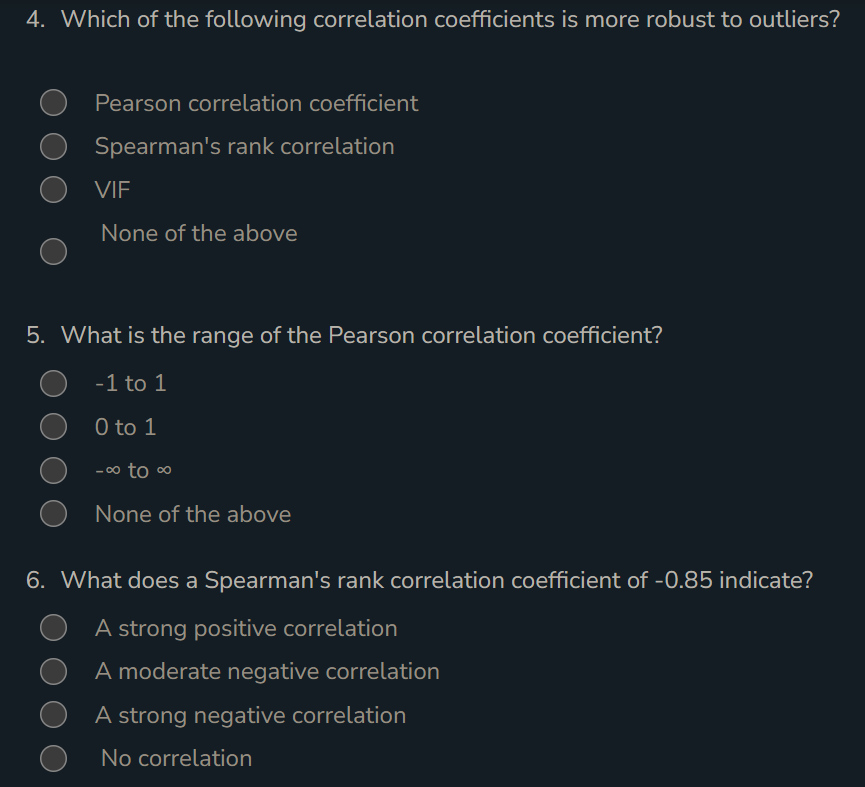 4. Which of the following correlation coefficients is more robust to outliers?
Pearson correlation coefficient
Spearman's rank correlation
VIF
None of the above
5. What is the range of the Pearson correlation coefficient?
-1 to 1
0 to 1
-∞ to ∞
None of the above
6. What does a Spearman's rank correlation coefficient of -0.85 indicate?
A strong positive correlation
A moderate negative correlation
A strong negative correlation
No correlation